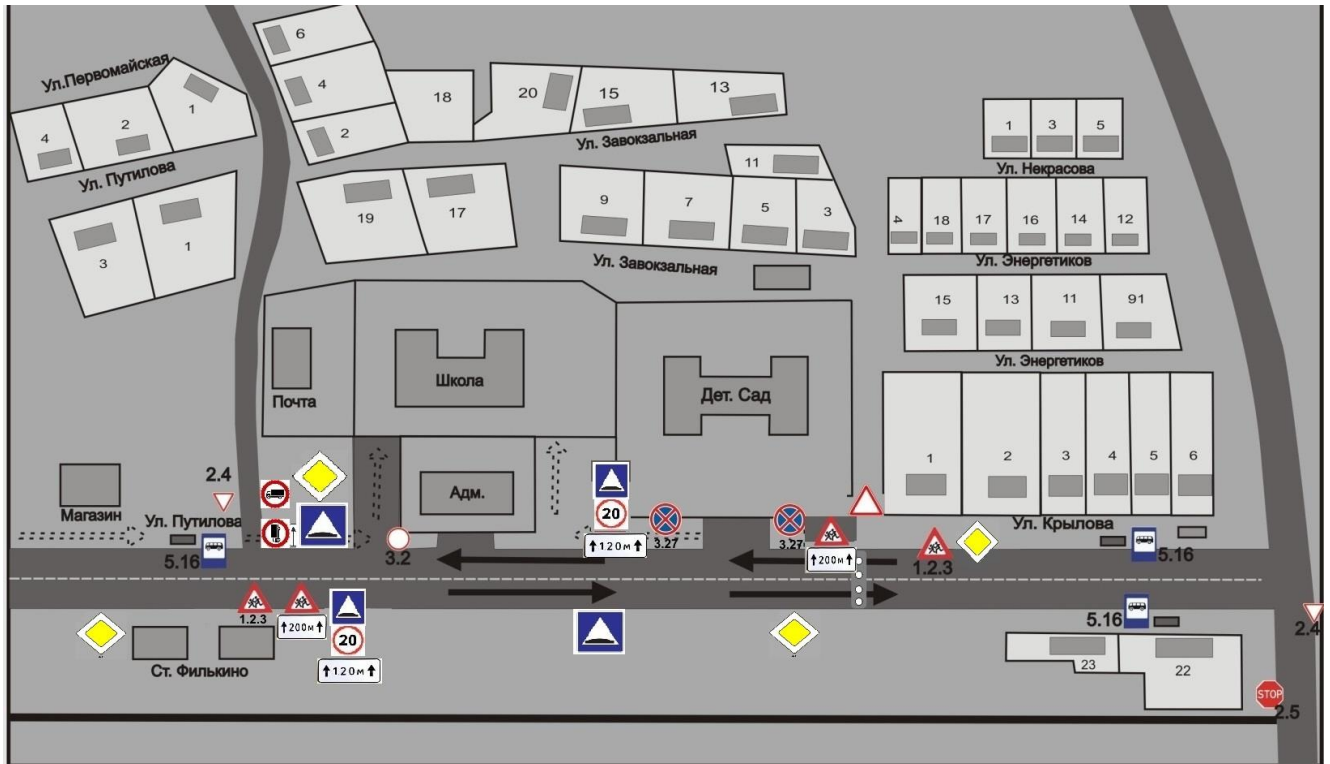 6
Ул.Первомайская
4
18
20
15
13
1
2
4
2
1
3
5
Ул. Завокзальная
11
Ул. Некрасова
Ул. Путилова
19
17
9
7
5
3
4
18
17
16
14
12
3
1
Ул. Завокзальная
Ул. Энергетиков
15
13
11
91
Ул. Энергетиков
Школа
Почта
Дет. Сад
1
2
3
4
5
6
2.4
Адм.
Магазин
Ул. Путилова
20
Ул. Крылова
120м
3.27
3.27
5.16
3.2
200м
1.2.3
5.16
1.2.3
200м
20
5.16
2.4
Ст. Филькино
120м
23
22
STOP
2.5